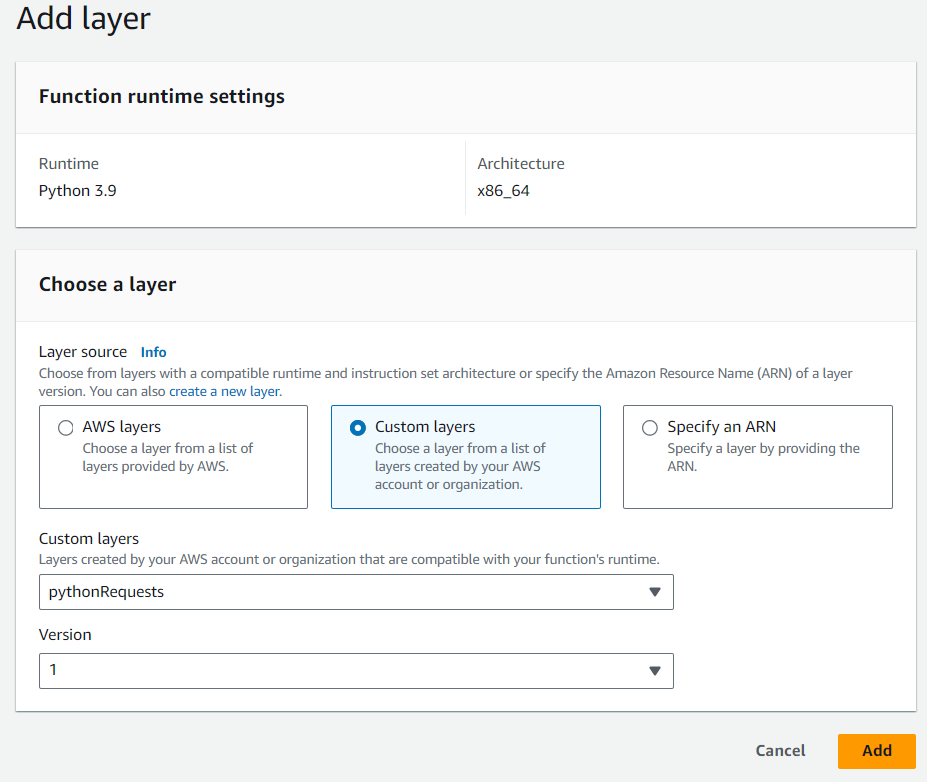 Add layer
Function runtime settings
Runtime
Python 3.9
Architecture
x86_64
Choose a layer
Layer source Info
Choose from layers with a compatible runtime and instruction set architecture or specify the Amazon Resource Name (ARN) of a layer
version. You can also create a new layer.
AWS layers
Choose a layer from a list of
layers provided by AWS.
Custom layers
Choose a layer from a list of
layers created by your AWS
account or organization.
Specify an ARN
Specify a layer by providing the
ARN.
Custom layers
Layers created by your AWS account or organization that are compatible with your function's runtime.
pythonRequests
Version
1
Cancel
Add